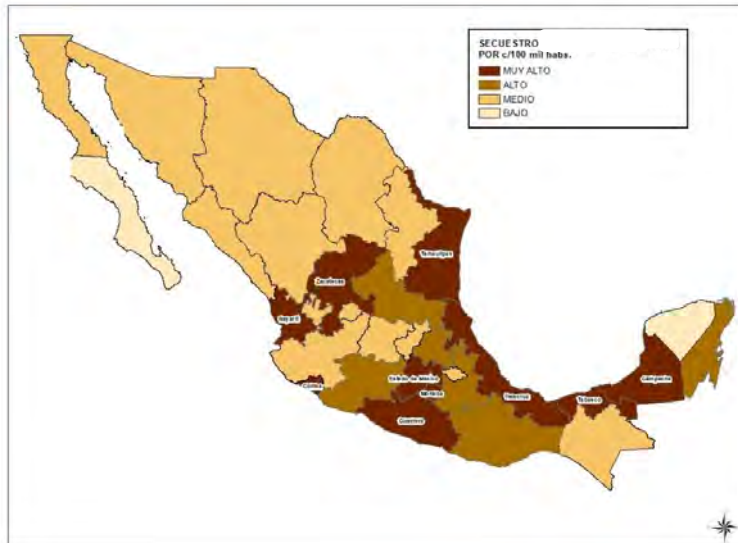 SECUESTRO
POR c/100 mil habs.
MUY ALTO
ALTO
MEDIO
BAJO
Tamaulipas
Zacatecas
Nayarit
Campeche
Colima
Estado de México
Morelos
Veracruz
Tabasco
Guerrero